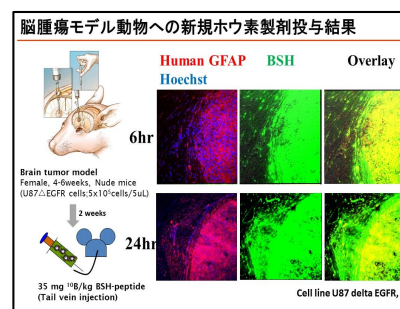 脳腫瘍モデル動物への新規ホウ素製剤投与結果
Human GFAP
Hoechst
BSH
Overlay
6hr
24hr
Brain tumor model
Female, 4-6weeks, Nude mice
(U87△EGFR cells;5x10⁵cells/5uL)
2 weeks
35 mg ¹⁰B/kg BSH-peptide
(Tail vein injection)
Cell line U87 delta EGFR,